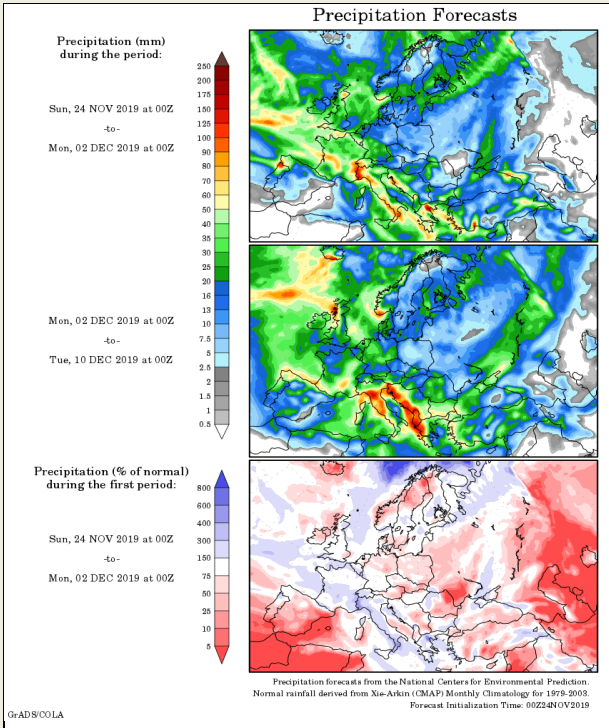 Precipitation Forecasts
Precipitation (mm)
during the period:
Sun, 24 NOV 2019 at 00Z
-to-
Mon, 02 DEC 2019 at 00Z
250
200
175
150
125
100
90
80
70
60
50
40
35
30
25
20
16
13
10
7.5
5
2.5
2
1.5
1
0.5
Mon, 02 DEC 2019 at 00Z
-to-
Tue, 10 DEC 2019 at 00Z
Precipitation (% of normal)
during the first period:
800
600
400
300
150
75
50
25
10
5
Sun, 24 NOV 2019 at 00Z
-to-
Mon, 02 DEC 2019 at 00Z
Precipitation forecasts from the National Centers for Environmental Prediction.
Normal rainfall derived from Xie-Arkin (CMAP) Monthly Climatology for 1979-2003.
Forecast Initialization Time: 00Z24NOV2019
GrADS/COLA